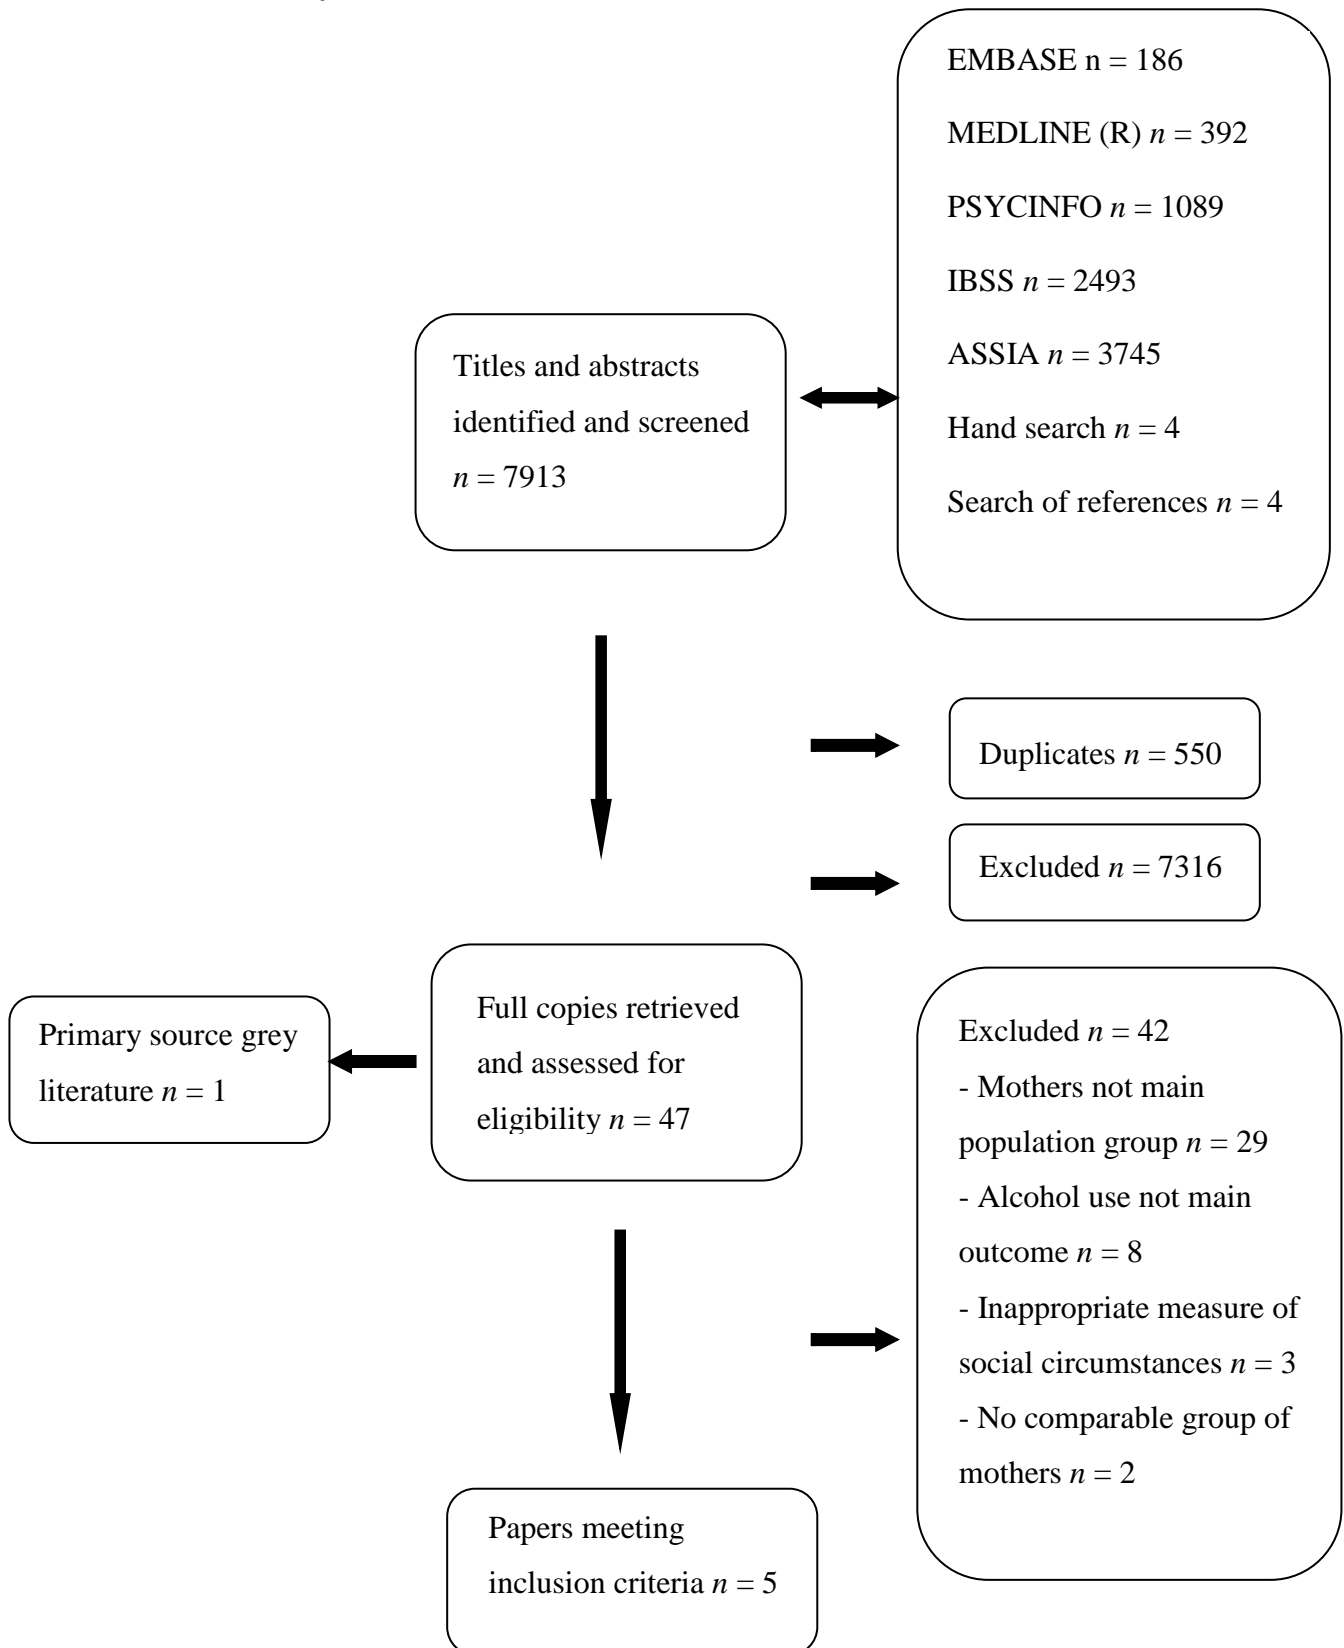 EMBASE n = 186
MEDLINE (R) n = 392
PSYCINFO n = 1089
IBSS n = 2493
ASSIA n = 3745
Hand search n = 4
Search of references n = 4
Titles and abstracts
identified and screened
n = 7913
Duplicates n = 550
Excluded n = 7316
Primary source grey
literature n = 1
Full copies retrieved
and assessed for
eligibility n = 47
Excluded n = 42
- Mothers not main
population group n = 29
- Alcohol use not main
outcome n = 8
- Inappropriate measure of
social circumstances n = 3
- No comparable group of
mothers n = 2
Papers meeting
inclusion criteria n = 5